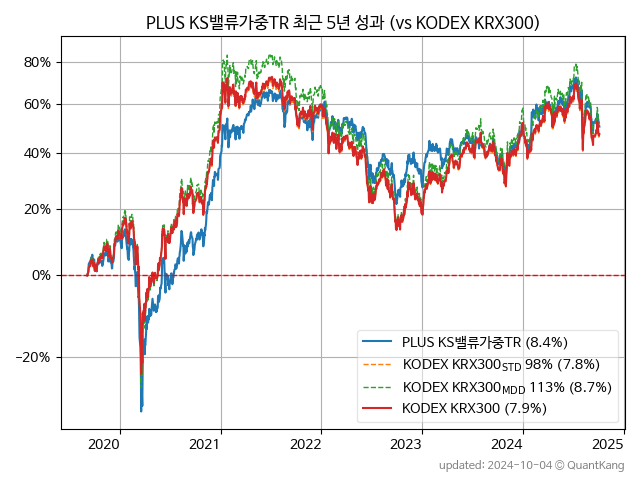 PLUS KS밸류가중TR 최근 5년 성과 (vs KODEX KRX300)
80%
60%
40%
20%
0%
−20%
PLUS KS밸류가중TR (8.4%)
KODEX KRX300STD 98% (7.8%)
KODEX KRX300MDD 113% (8.7%)
KODEX KRX300 (7.9%)
2020 2021 2022 2023 2024 2025
updated: 2024-10-04 © QuantKang